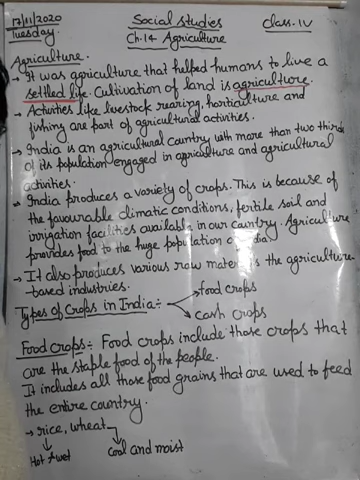 17/11/2020 Social studies Class-IV
Tuesday Ch.14 Agriculture
Agriculture
→ It was agriculture that helped humans to live a
settled life. Cultivation of land is agriculture.
→ Activities like livestock rearing, horticulture and
fishing are part of agricultural activities.
→ India is an agricultural country with more than two thirds
of its population engaged in agriculture and agricultural
activities.
→ India produces a variety of crops. This is because of
the favourable climatic conditions, fertile soil and
irrigation facilities available in our country. Agriculture
provides food to the huge population of India.
→ It also produces various raw materials the agriculture
-based industries.
Types of Crops in India:- → food crops
→ cash crops
Food crops:- Food crops include those crops that
are the staple food of the people.
It includes all those food grains that are used to feed
the entire country.
→ rice, wheat
Hot & wet Cool and moist